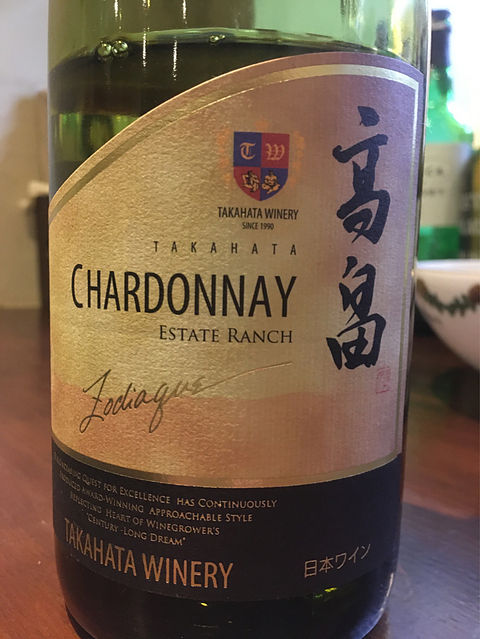 T W
TAKAHATA WINERY
SINCE 1990
TAKAHATA
CHARDONNAY
ESTATE RANCH
高畠
Zodiaque
QUEST FOR EXCELLENCE HAS CONTINUOUSLY
AWARD-WINNING APPROACHABLE STYLE
REFLECTING HEART OF WINEGROWER'S
"CENTURY-LONG DREAM"
TAKAHATA WINERY
日本ワイン